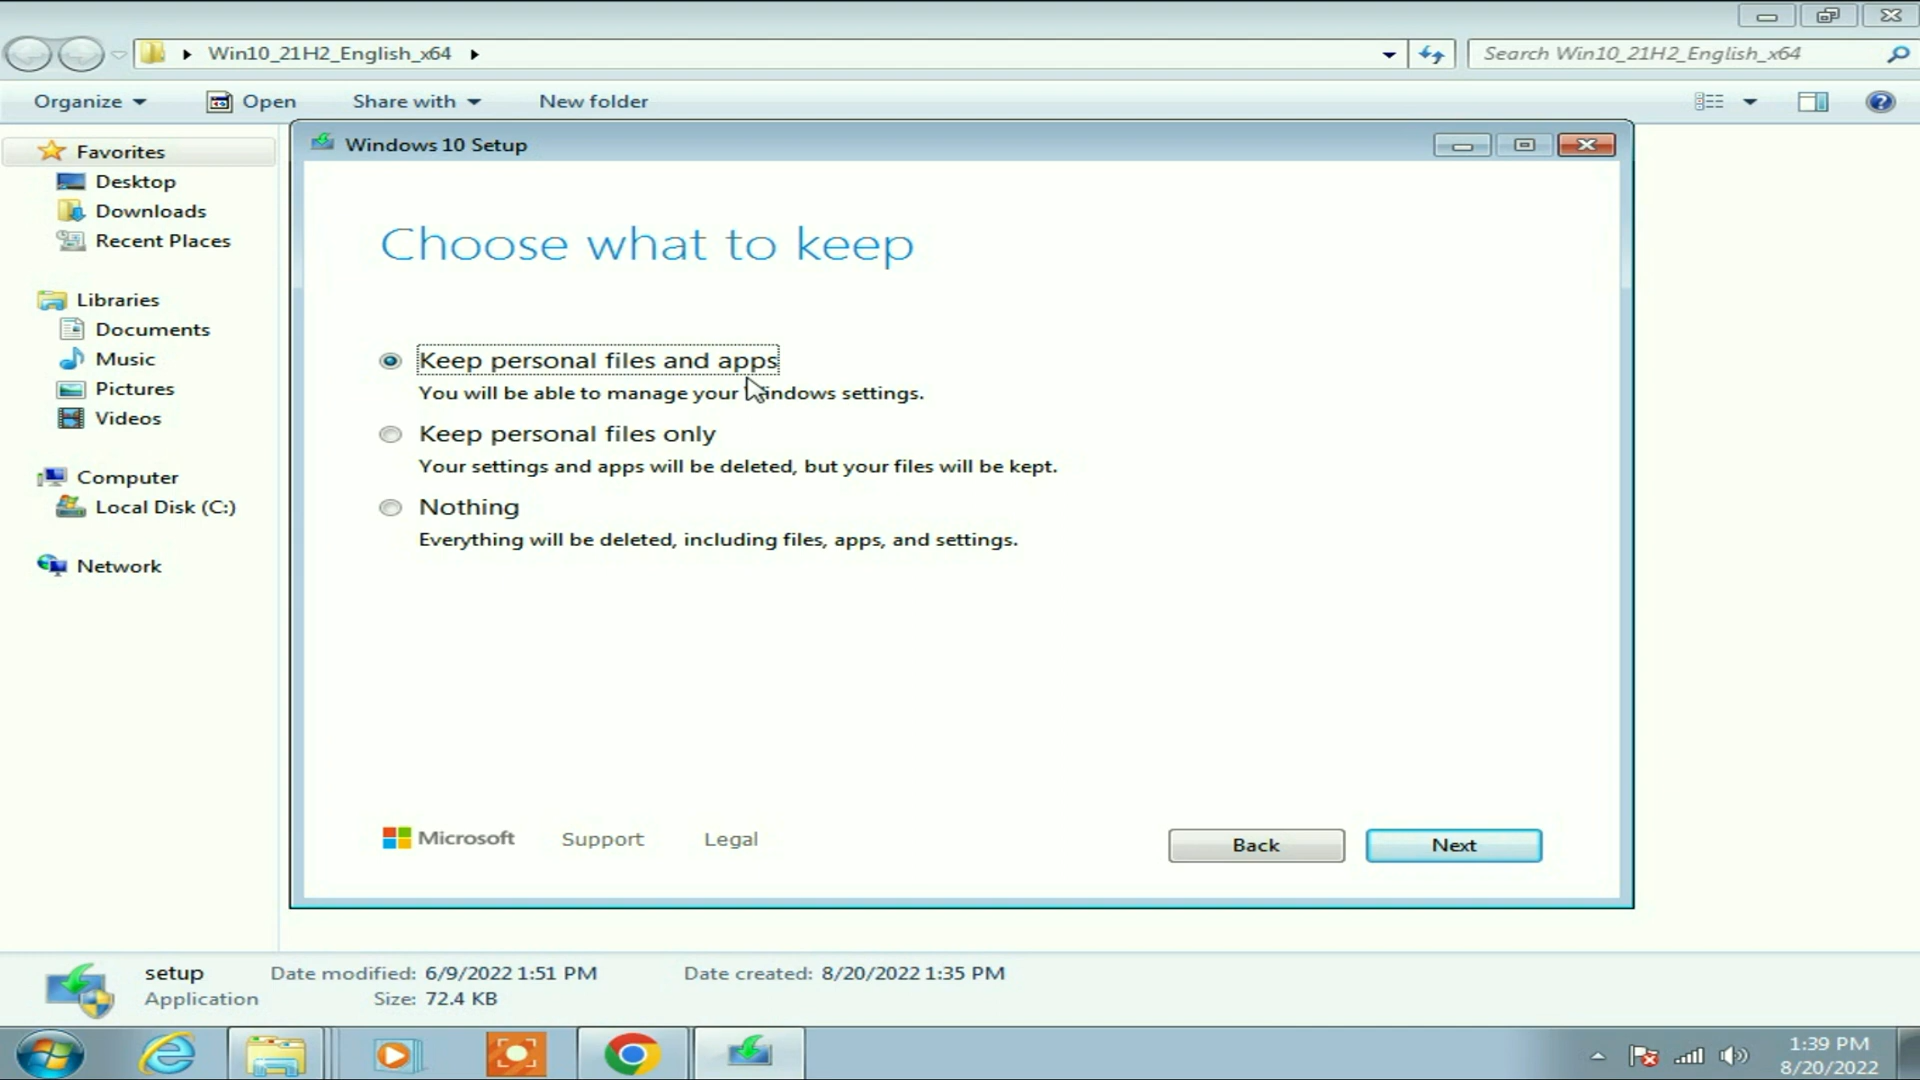 Win10_21H2_English_x64
Search Win10_21H2_English_x64
Organize
Open
Share with
New folder
Favorites
Desktop
Downloads
Recent Places
Libraries
Documents
Music
Pictures
Videos
Computer
Local Disk (C:)
Network
Windows 10 Setup
Choose what to keep
Keep personal files and apps
You will be able to manage your Windows settings.
Keep personal files only
Your settings and apps will be deleted, but your files will be kept.
Nothing
Everything will be deleted, including files, apps, and settings.
Microsoft
Support
Legal
Back
Next
setup
Date modified: 6/9/2022 1:51 PM
Date created: 8/20/2022 1:35 PM
Application
Size: 72.4 KB
1:39 PM
8/20/2022